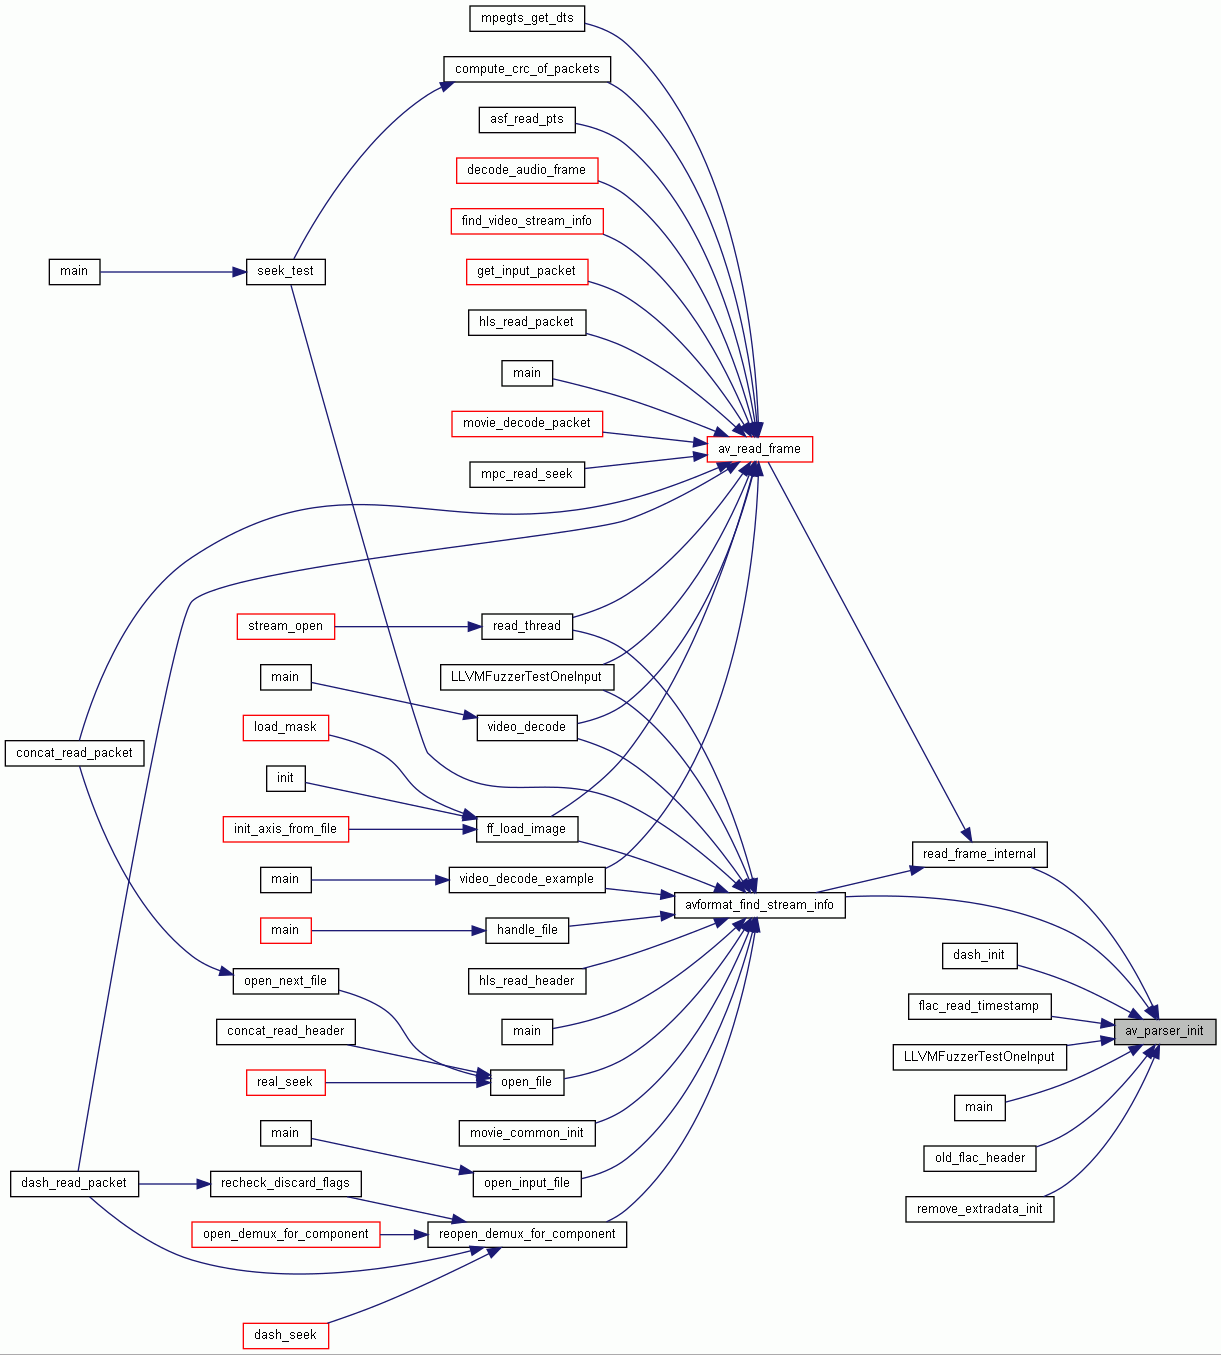 mpegts_get_dts
compute_crc_of_packets
asf_read_pts
decode_audio_frame
find_video_stream_info
main
seek_test
get_input_packet
hls_read_packet
main
movie_decode_packet
av_read_frame
mpc_read_seek
stream_open
read_thread
main
LLVMFuzzerTestOneInput
load_mask
video_decode
concat_read_packet
init
init_axis_from_file
ff_load_image
read_frame_internal
main
video_decode_example
avformat_find_stream_info
main
handle_file
dash_init
open_next_file
hls_read_header
flac_read_timestamp
concat_read_header
main
av_parser_init
LLVMFuzzerTestOneInput
real_seek
open_file
main
main
movie_common_init
old_flac_header
dash_read_packet
recheck_discard_flags
open_input_file
remove_extradata_init
open_demux_for_component
reopen_demux_for_component
dash_seek